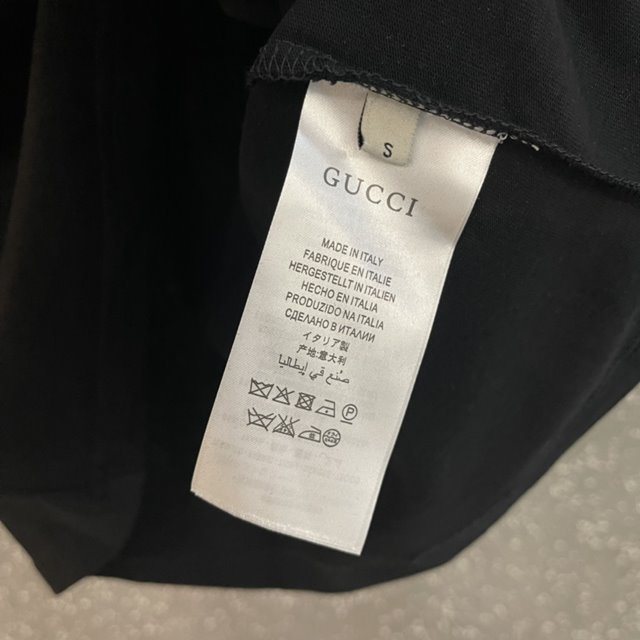 S
GUCCI
MADE IN ITALY
FABRIQUE EN ITALIE
HERGESTELLT IN ITALIEN
HECHO EN ITALIA
PRODUZIDO NA ITALIA
СДЕЛАНО В ИТАЛИИ
イタリア製
产地:意大利
صُنع في إيطاليا
P